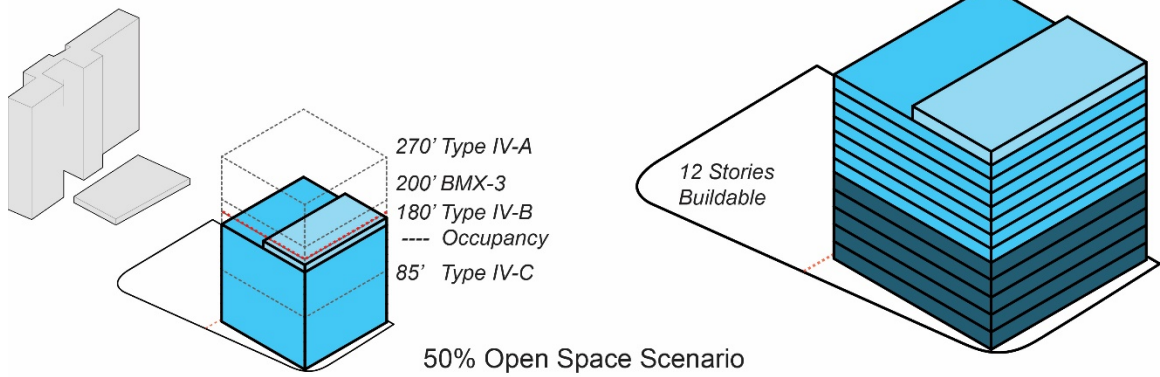 270’ Type IV-A
200’ BMX-3
180’ Type IV-B
---- Occupancy
85’ Type IV-C
12 Stories
Buildable
50% Open Space Scenario